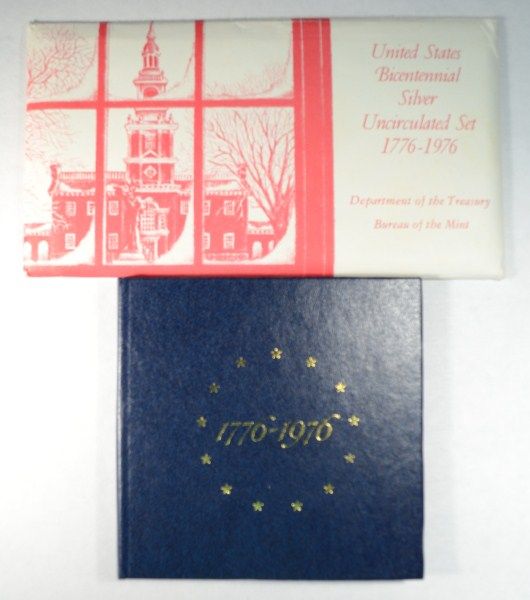 United States
Bicentennial
Silver
Uncirculated Set
1776-1976
Department of the Treasury
Bureau of the Mint
1776-1976